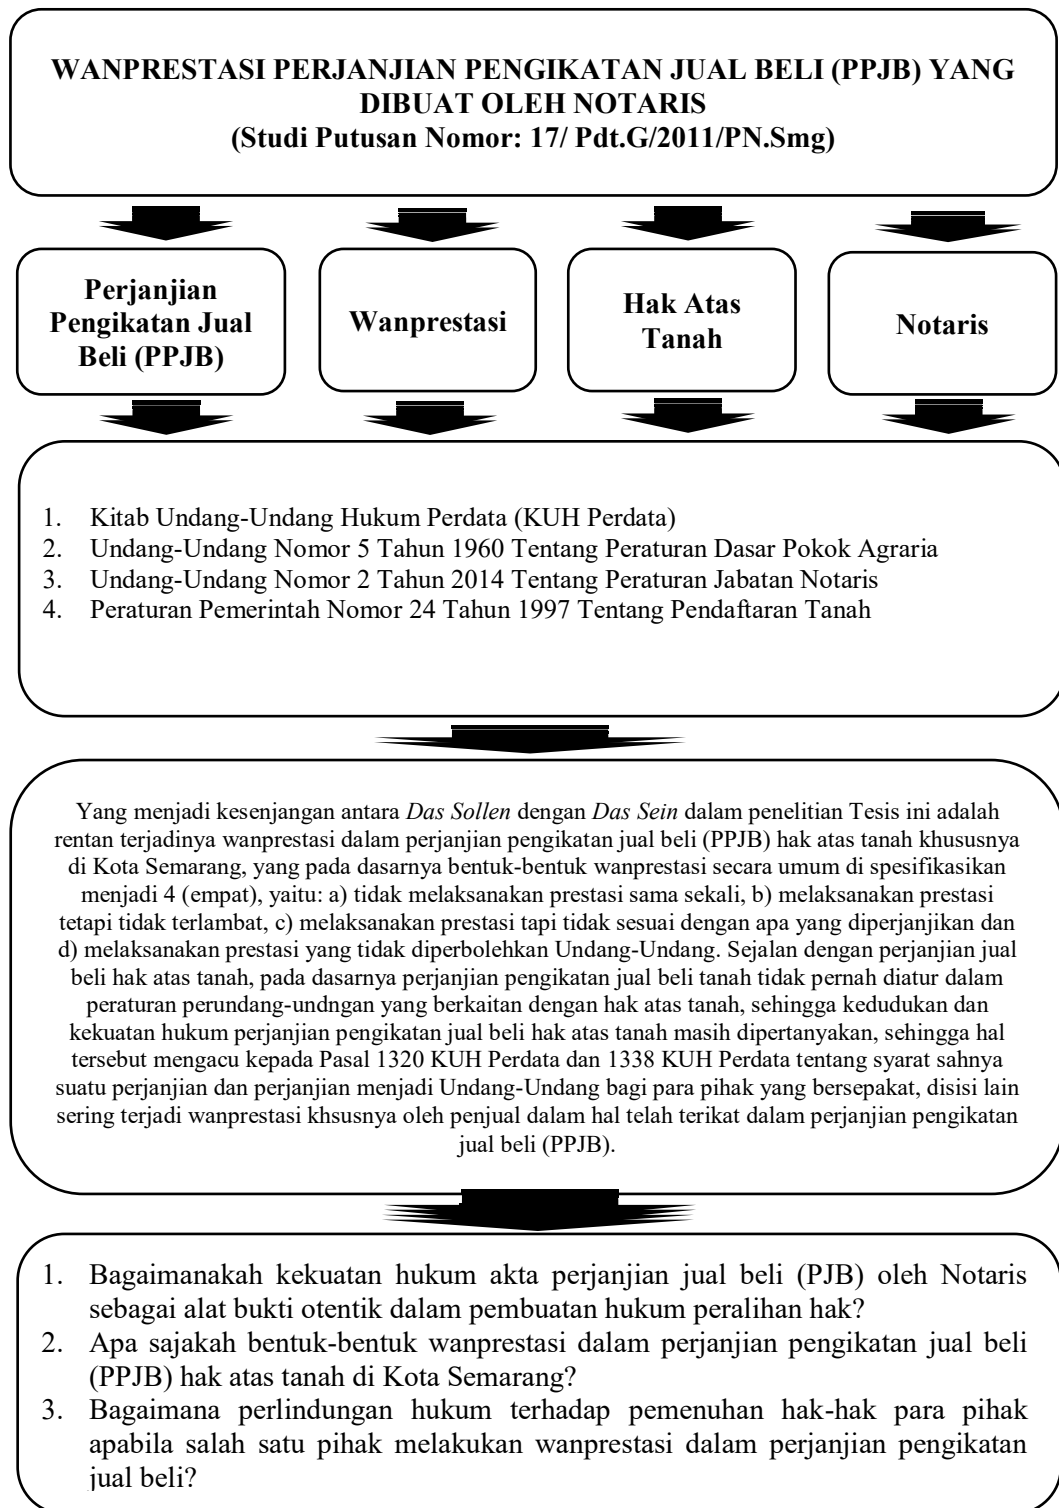 WANPRESTASI PERJANJIAN PENGIKATAN JUAL BELI (PPJB) YANG
DIBUAT OLEH NOTARIS
(Studi Putusan Nomor: 17/ Pdt.G/2011/PN.Smg)
Perjanjian
Pengikatan Jual
Beli (PPJB)
Wanprestasi
Hak Atas
Tanah
Notaris
1. Kitab Undang-Undang Hukum Perdata (KUH Perdata)
2. Undang-Undang Nomor 5 Tahun 1960 Tentang Peraturan Dasar Pokok Agraria
3. Undang-Undang Nomor 2 Tahun 2014 Tentang Peraturan Jabatan Notaris
4. Peraturan Pemerintah Nomor 24 Tahun 1997 Tentang Pendaftaran Tanah
Yang menjadi kesenjangan antara Das Sollen dengan Das Sein dalam penelitian Tesis ini adalah
rentan terjadinya wanprestasi dalam perjanjian pengikatan jual beli (PPJB) hak atas tanah khususnya
di Kota Semarang, yang pada dasarnya bentuk-bentuk wanprestasi secara umum di spesifikasikan
menjadi 4 (empat), yaitu: a) tidak melaksanakan prestasi sama sekali, b) melaksanakan prestasi
tetapi tidak terlambat, c) melaksanakan prestasi tapi tidak sesuai dengan apa yang diperjanjikan dan
d) melaksanakan prestasi yang tidak diperbolehkan Undang-Undang. Sejalan dengan perjanjian jual
beli hak atas tanah, pada dasarnya perjanjian pengikatan jual beli tanah tidak pernah diatur dalam
peraturan perundang-undngan yang berkaitan dengan hak atas tanah, sehingga kedudukan dan
kekuatan hukum perjanjian pengikatan jual beli hak atas tanah masih dipertanyakan, sehingga hal
tersebut mengacu kepada Pasal 1320 KUH Perdata dan 1338 KUH Perdata tentang syarat sahnya
suatu perjanjian dan perjanjian menjadi Undang-Undang bagi para pihak yang bersepakat, disisi lain
sering terjadi wanprestasi khsusnya oleh penjual dalam hal telah terikat dalam perjanjian pengikatan
jual beli (PPJB).
1. Bagaimanakah kekuatan hukum akta perjanjian jual beli (PJB) oleh Notaris
sebagai alat bukti otentik dalam pembuatan hukum peralihan hak?
2. Apa sajakah bentuk-bentuk wanprestasi dalam perjanjian pengikatan jual beli
(PPJB) hak atas tanah di Kota Semarang?
3. Bagaimana perlindungan hukum terhadap pemenuhan hak-hak para pihak
apabila salah satu pihak melakukan wanprestasi dalam perjanjian pengikatan
jual beli?